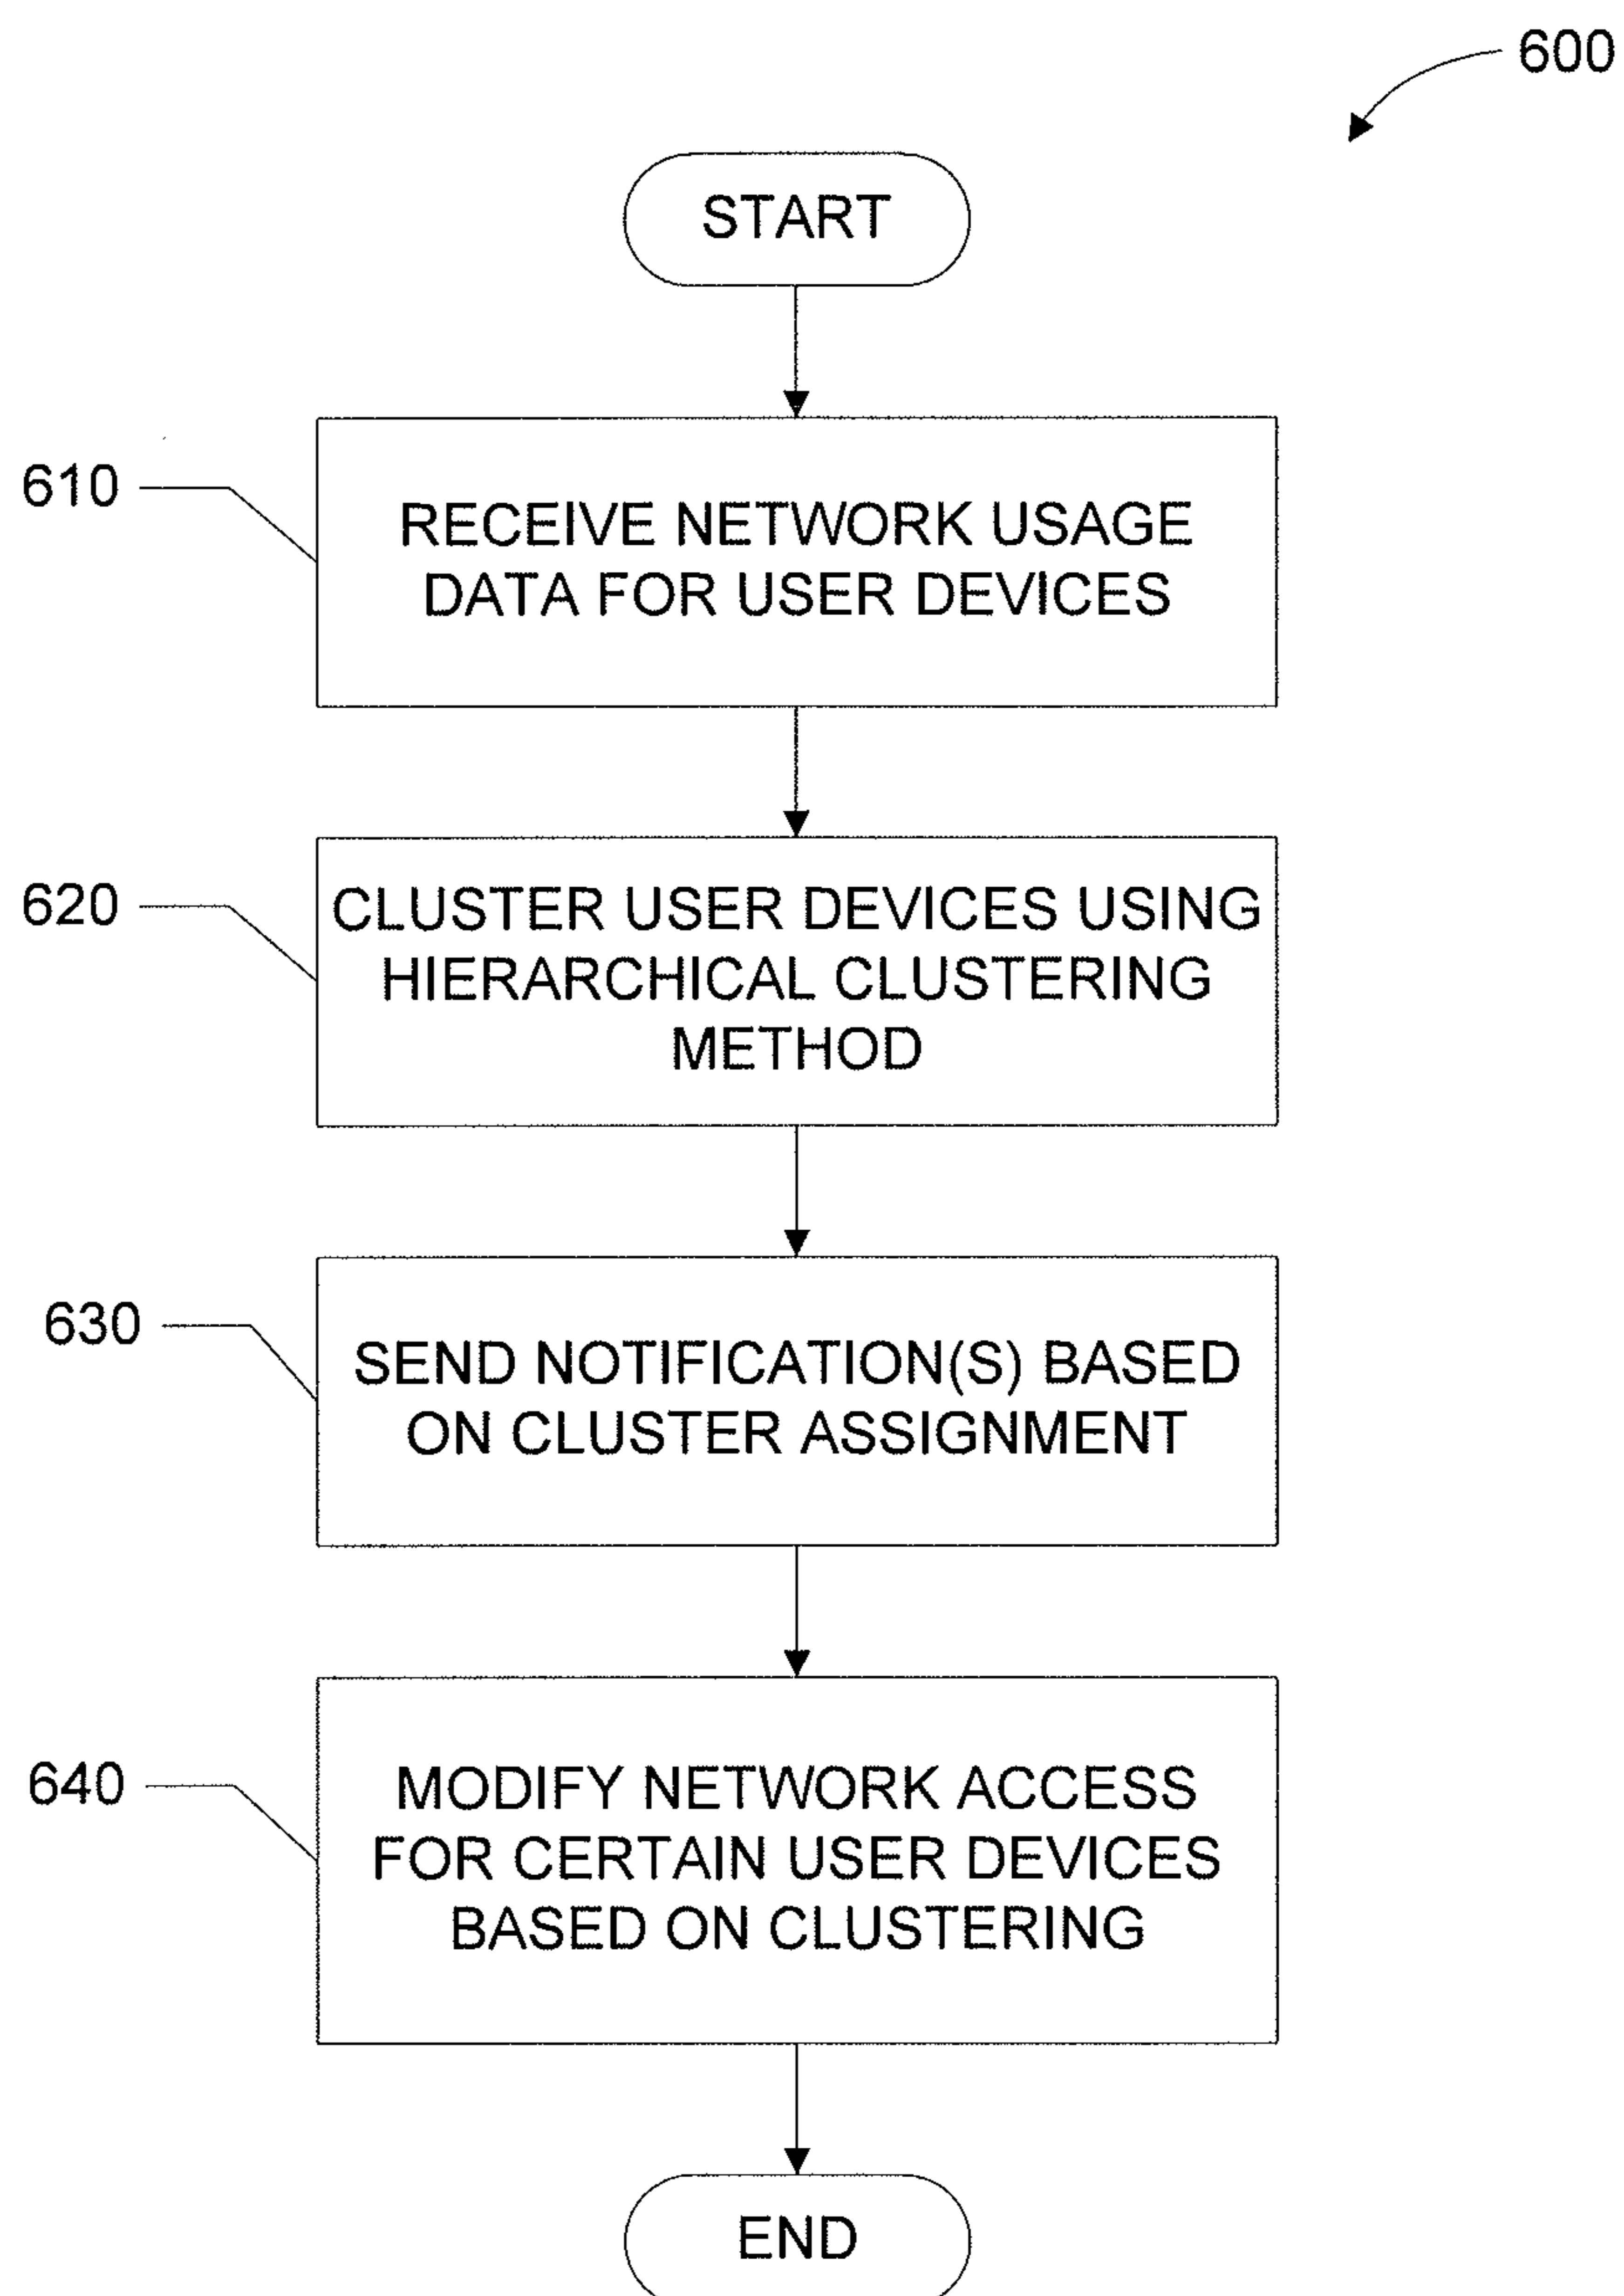 600
START
610
RECEIVE NETWORK USAGE
DATA FOR USER DEVICES
620
CLUSTER USER DEVICES USING
HIERARCHICAL CLUSTERING
METHOD
630
SEND NOTIFICATION(S) BASED
ON CLUSTER ASSIGNMENT
640
MODIFY NETWORK ACCESS
FOR CERTAIN USER DEVICES
BASED ON CLUSTERING
END